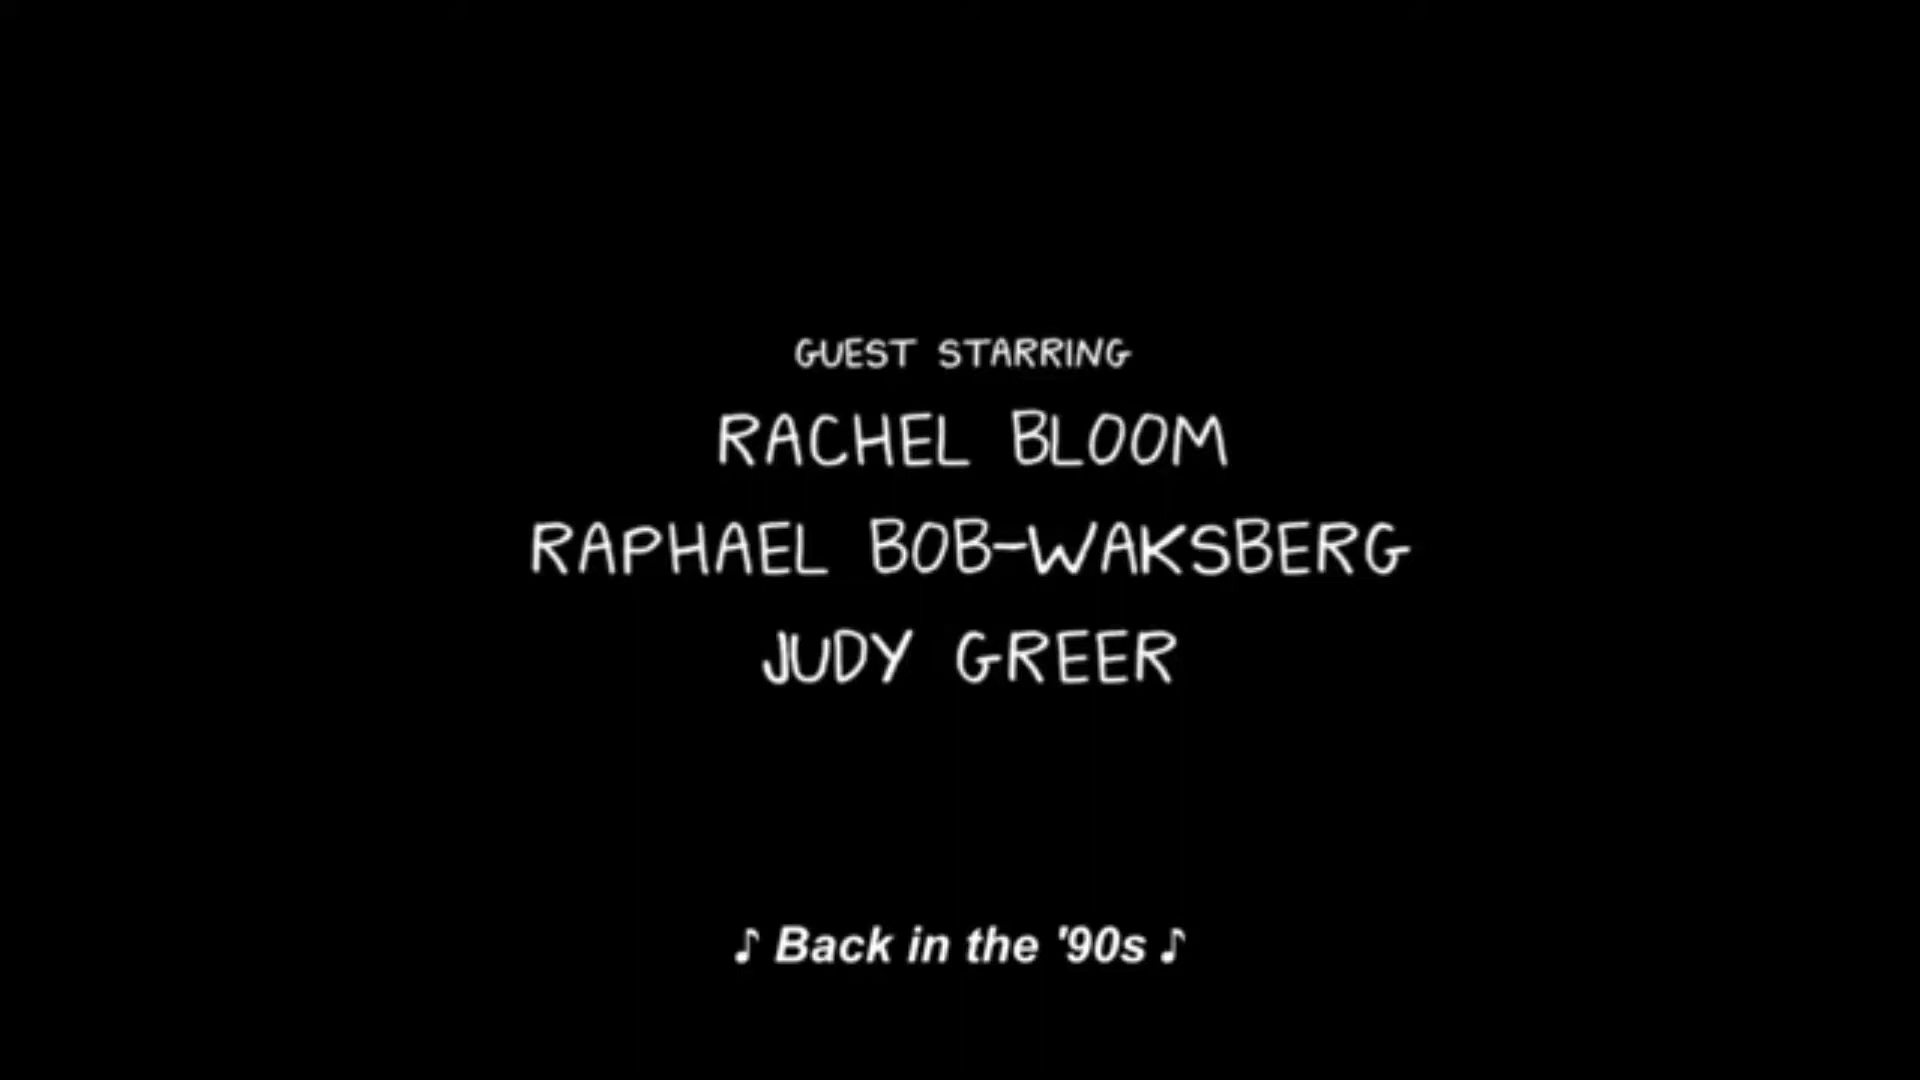 GUEST STARRING
RACHEL BLOOM
RAPHAEL BOB-WAKSBERG
JUDY GREER
♪ Back in the '90s ♪